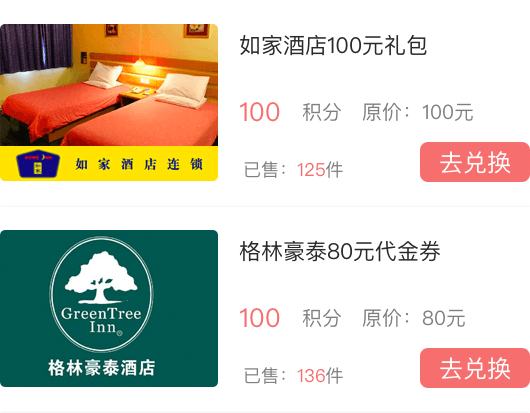 如家酒店100元礼包
100 积分 原价：100元
如家酒店连锁
已售：125件
去兑换
格林豪泰80元代金券
GreenTree
Inn®
100 积分 原价：80元
格林豪泰酒店
已售：136件
去兑换